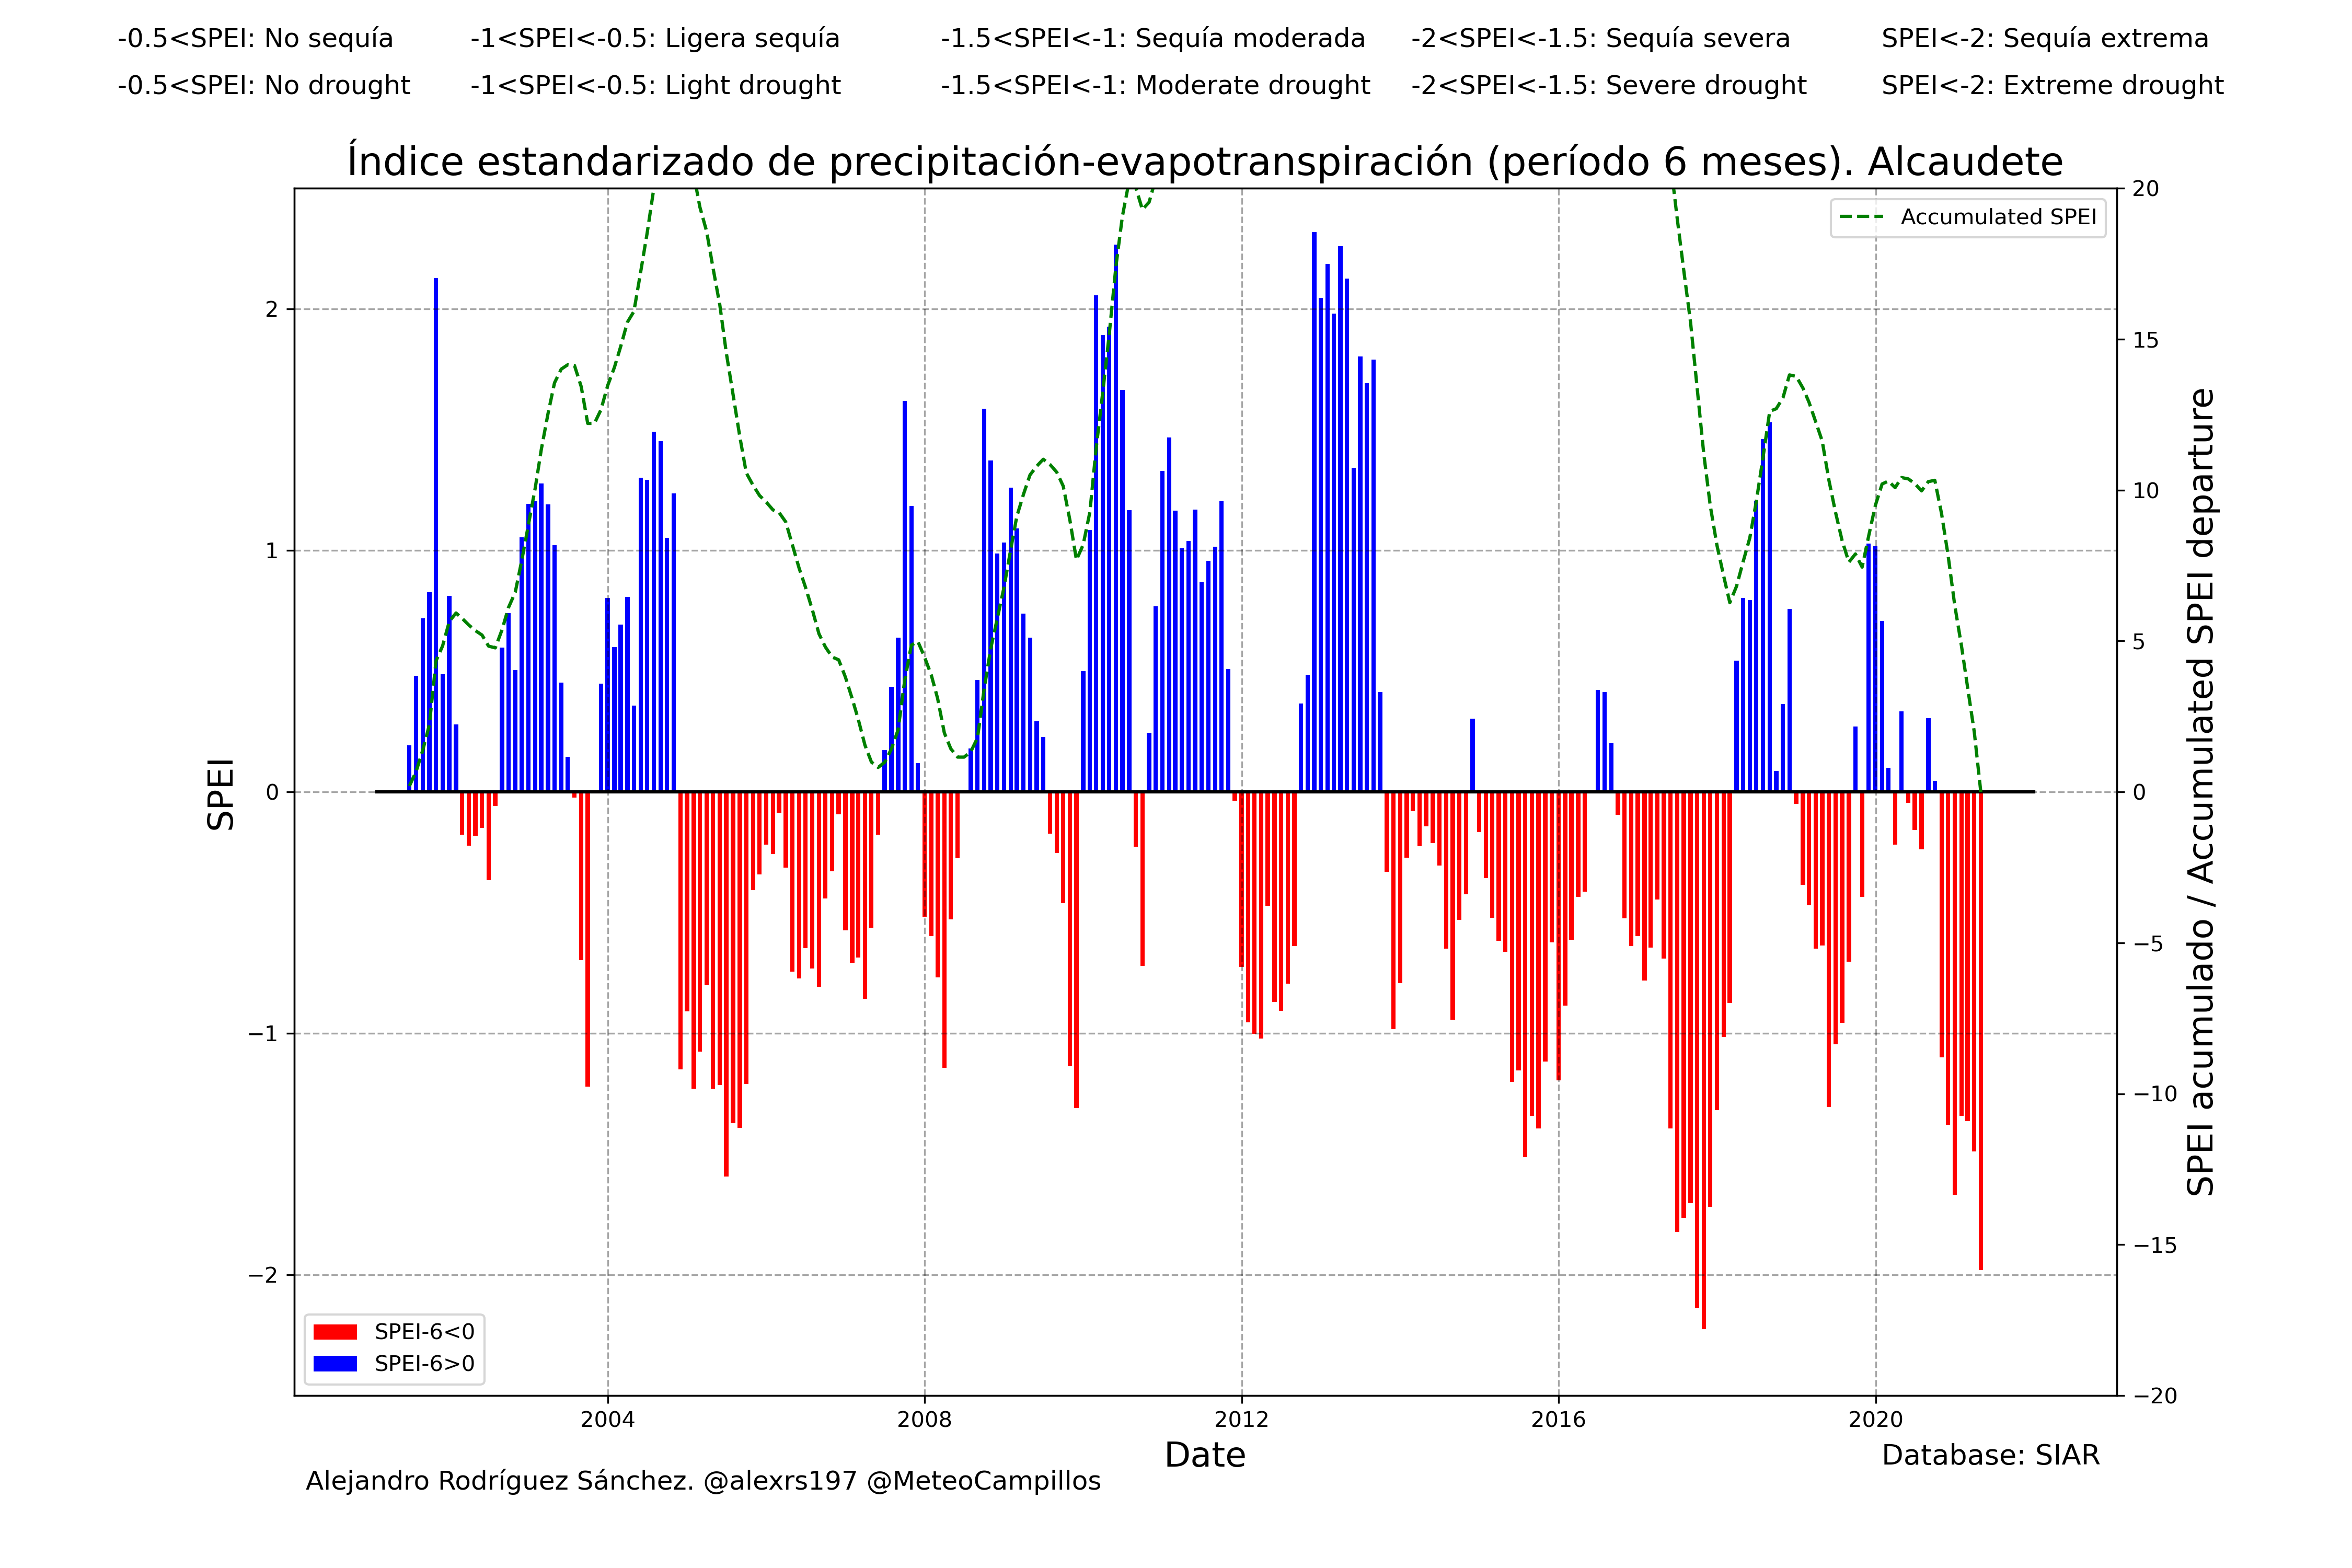 -0.5<SPEI: No sequía -1<SPEI<-0.5: Ligera sequía -1.5<SPEI<-1: Sequía moderada -2<SPEI<-1.5: Sequía severa SPEI<-2: Sequía extrema
-0.5<SPEI: No drought -1<SPEI<-0.5: Light drought -1.5<SPEI<-1: Moderate drought -2<SPEI<-1.5: Severe drought SPEI<-2: Extreme drought
Índice estandarizado de precipitación-evapotranspiración (período 6 meses). Alcaudete
Accumulated SPEI
SPEI
2
1
0
−1
−2
20
15
10
5
0
−5
−10
−15
−20
SPEI acumulado / Accumulated SPEI departure
SPEI-6<0
SPEI-6>0
2004 2008 2012 2016 2020
Date
Database: SIAR
Alejandro Rodríguez Sánchez. @alexrs197 @MeteoCampillos